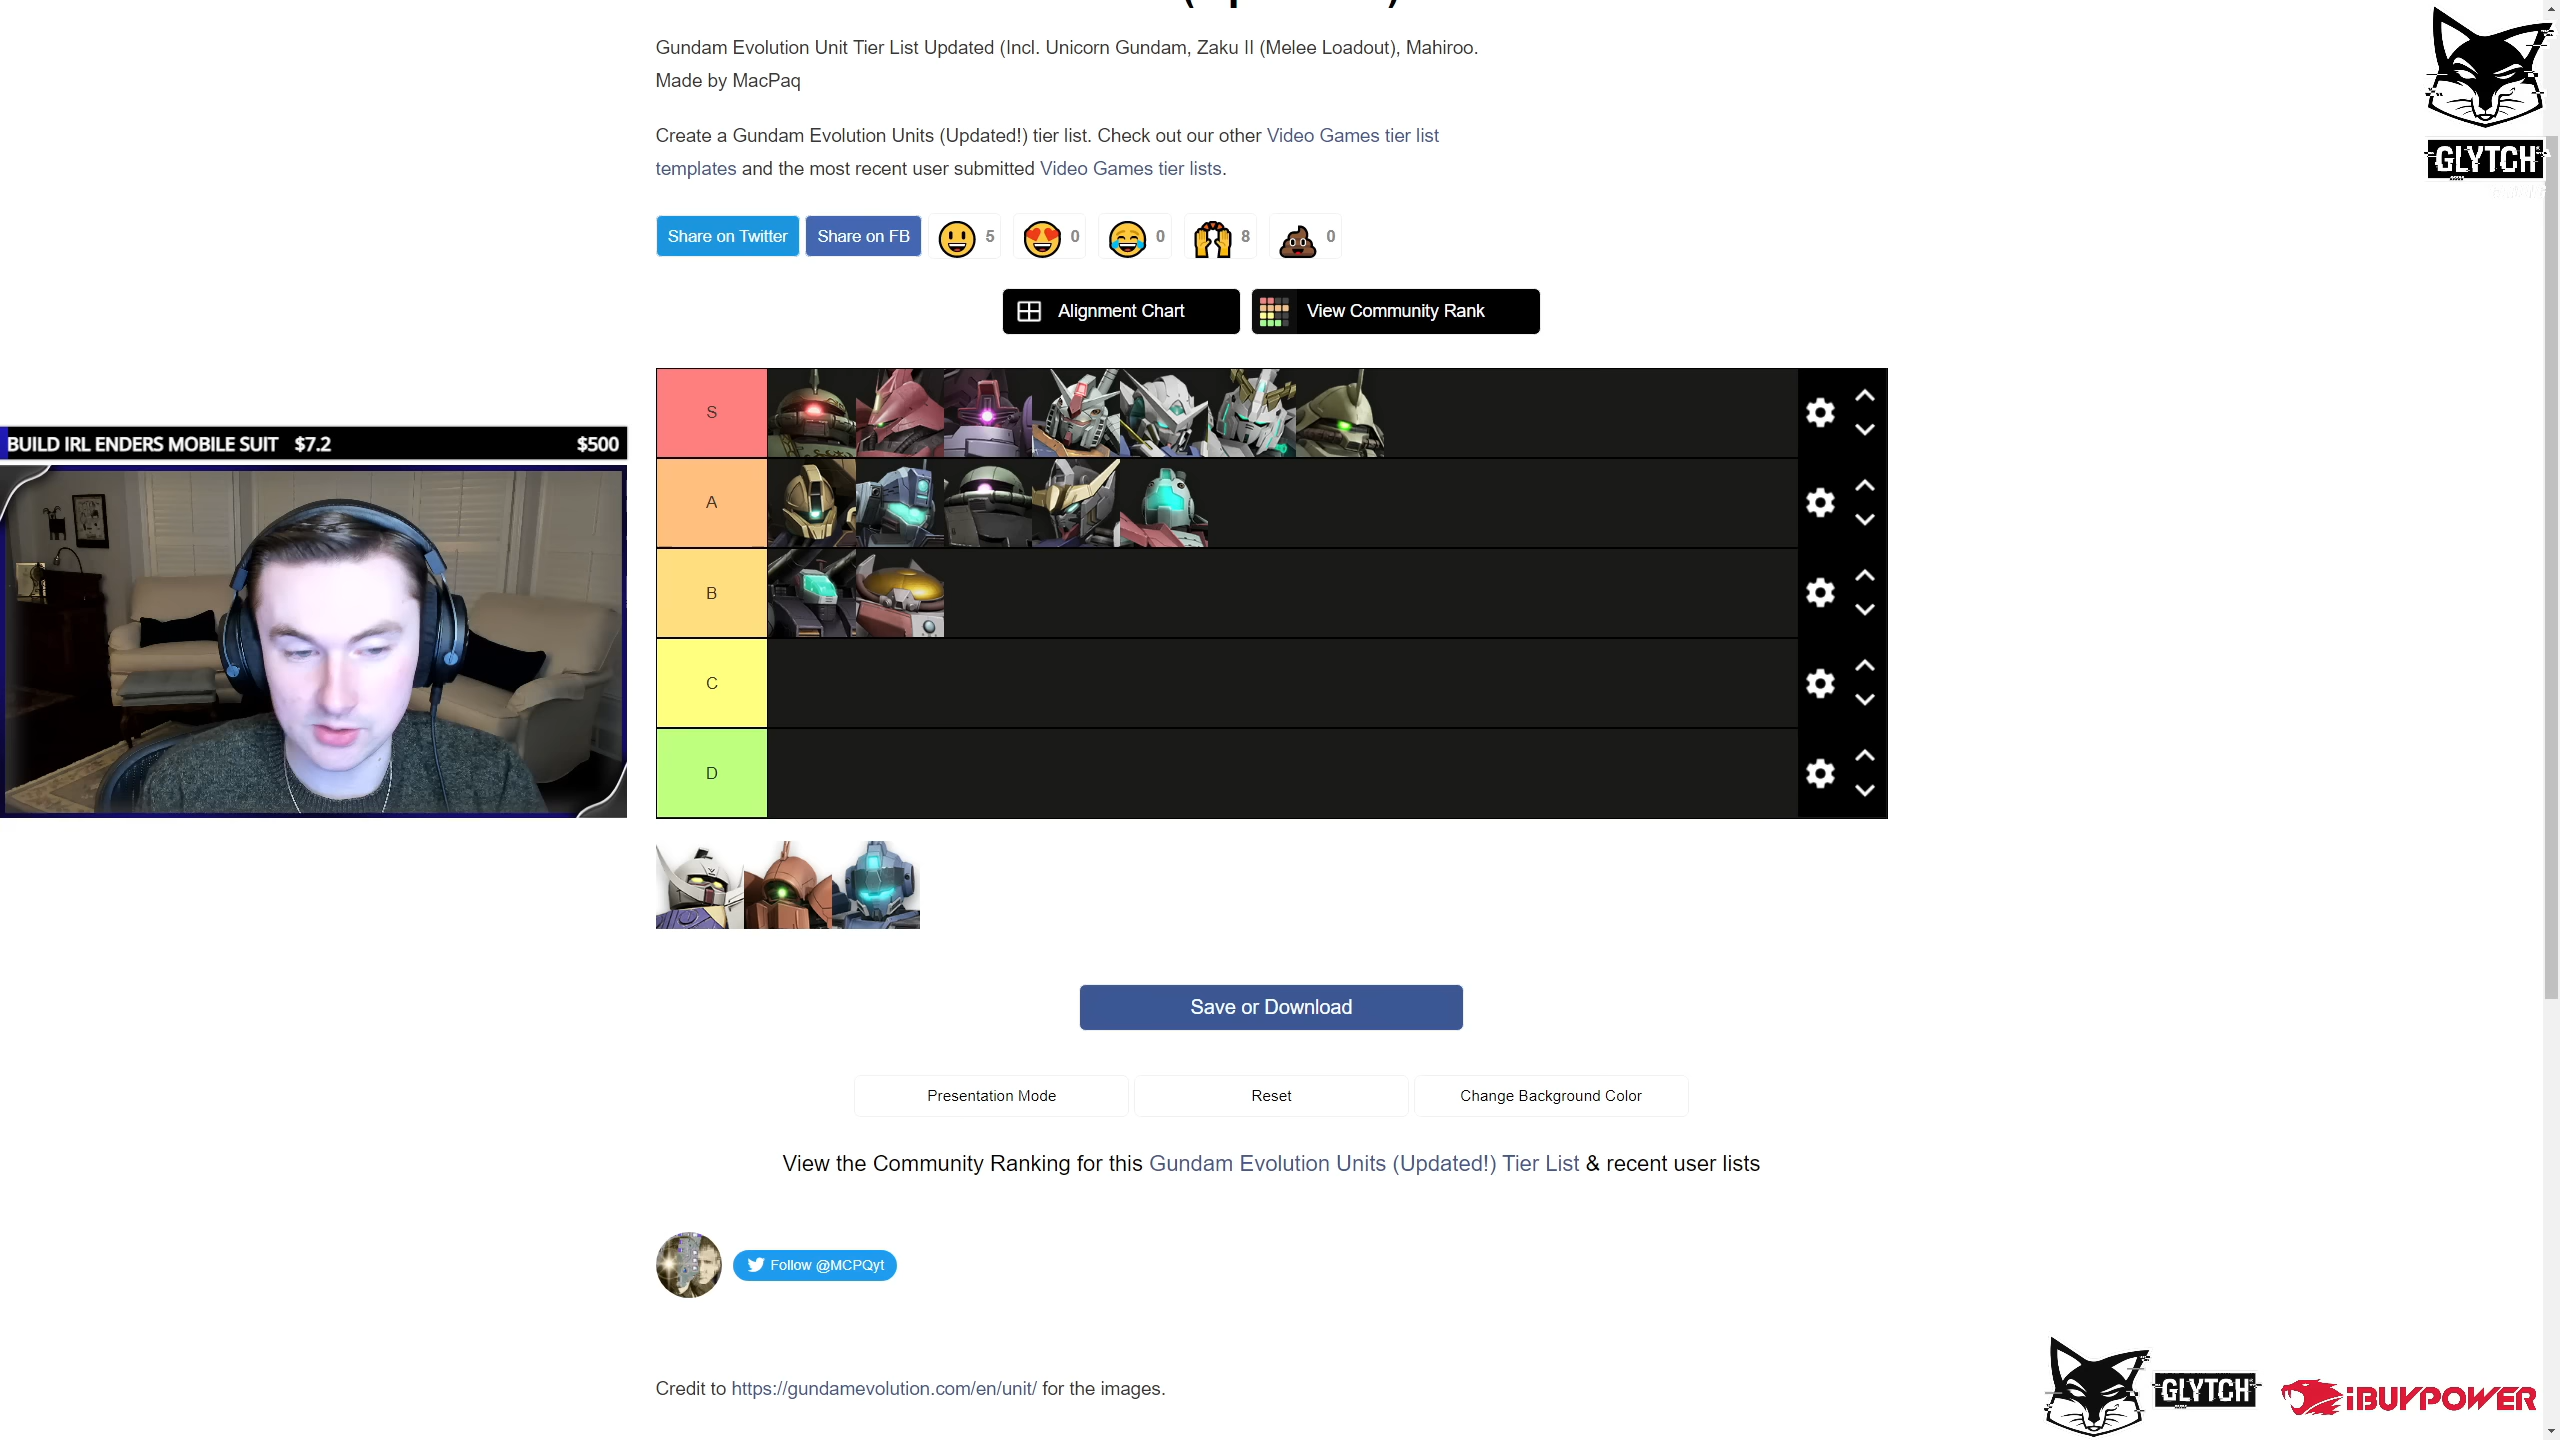 Gundam Evolution Unit Tier List Updated (Incl. Unicorn Gundam, Zaku II (Melee Loadout), Mahiroo.
Made by MacPaq
Create a Gundam Evolution Units (Updated!) tier list. Check out our other Video Games tier list
templates and the most recent user submitted Video Games tier lists.
GLYTCH
Share on Twitter
Share on FB
5
0
0
8
0
Alignment Chart
View Community Rank
S
BUILD IRL ENDERS MOBILE SUIT $7.2 $500
A
B
C
D
Save or Download
Presentation Mode
Reset
Change Background Color
View the Community Ranking for this Gundam Evolution Units (Updated!) Tier List & recent user lists
Follow @MCPQyt
Credit to https://gundamevolution.com/en/unit/ for the images.
GLYTCH
iBUYPOWER